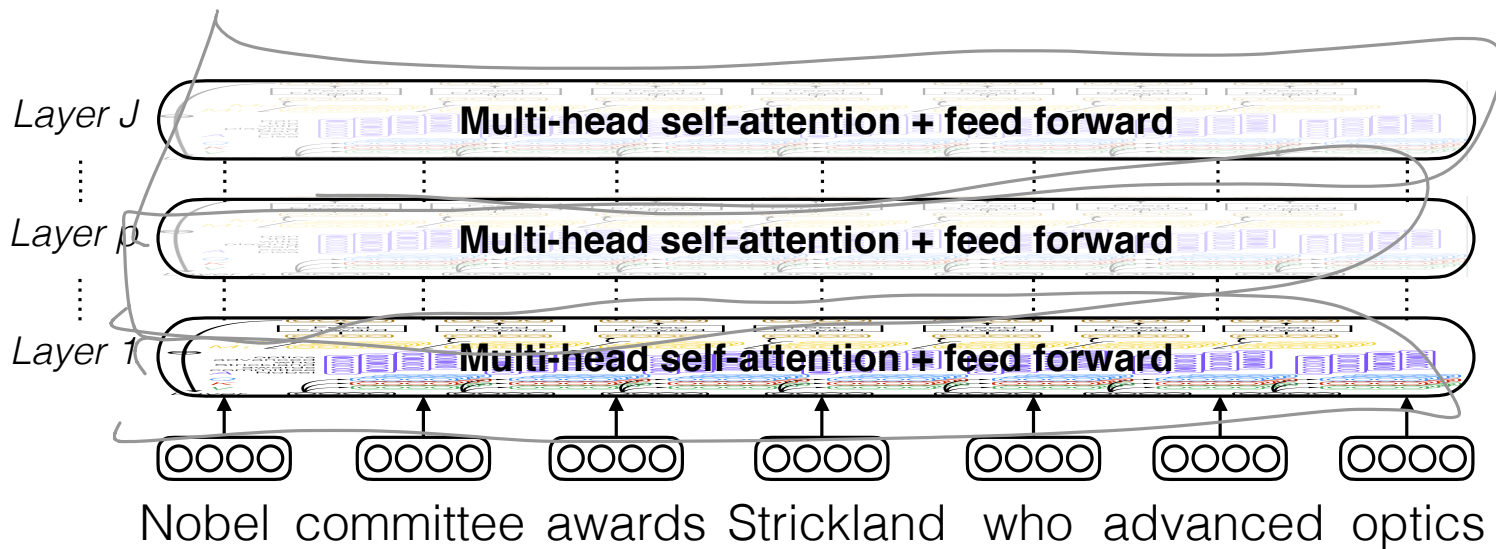 Layer J Multi-head self-attention + feed forward
Layer p Multi-head self-attention + feed forward
Layer 1 Multi-head self-attention + feed forward
Nobel committee awards Strickland who advanced optics